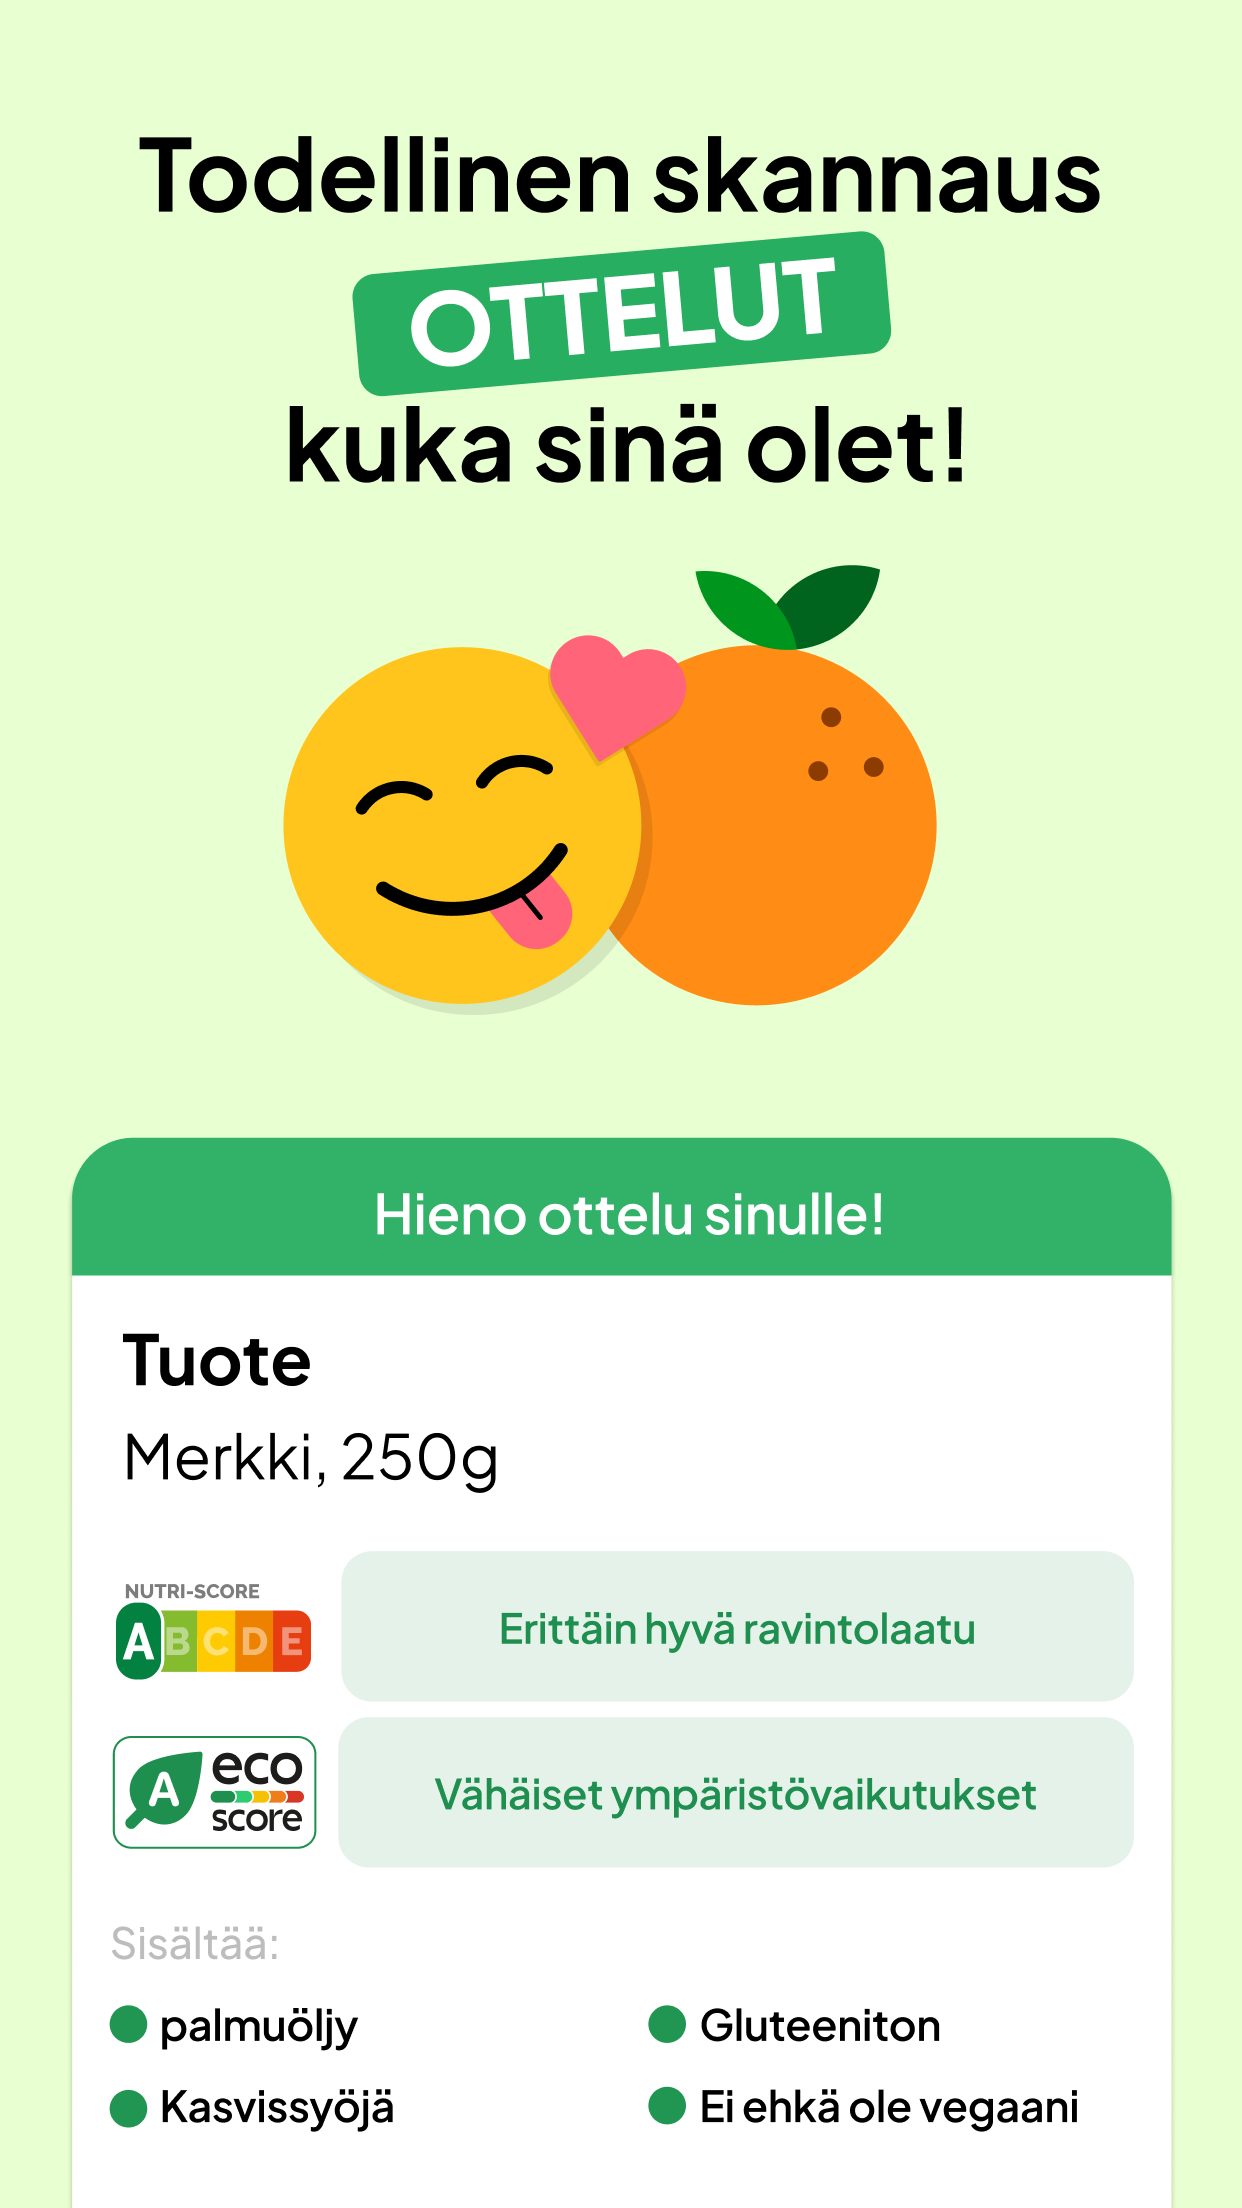 Todellinen skannaus
OTTELUT
kuka sinä olet!
Hieno ottelu sinulle!
Tuote
Merkki, 250g
NUTRI-SCORE
A B C D E
Erittäin hyvä ravintolaatu
A eco
score
Vähäiset ympäristövaikutukset
Sisältää:
palmuöljy
Gluteeniton
Kasvissyöjä
Ei ehkä ole vegaani